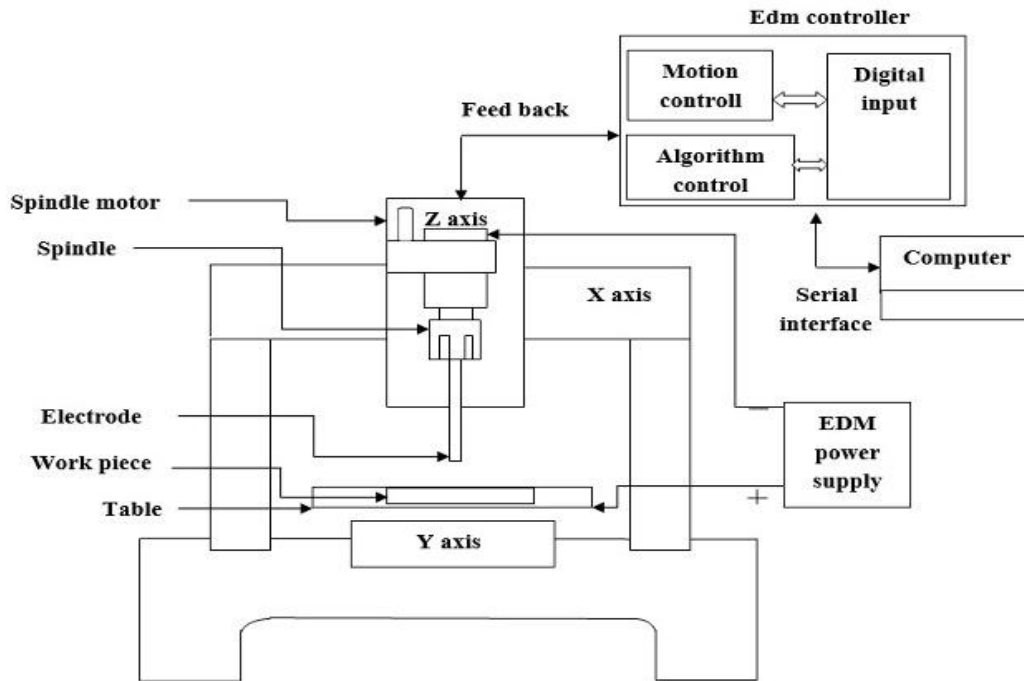 Edm controller
Motion
controll
Digital
input
Feed back
Algorithm
control
Spindle motor
Z axis
Spindle
Computer
X axis
Serial
interface
Electrode
EDM
power
supply
Work piece
Table
Y axis
−
+